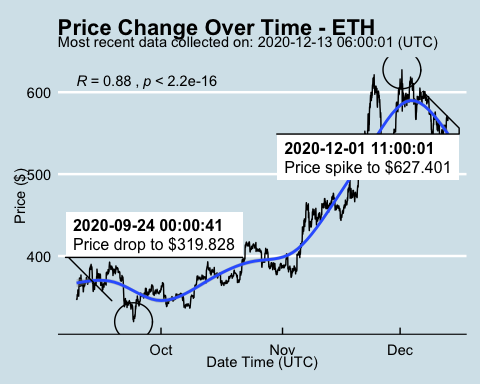 Price Change Over Time - ETH
Most recent data collected on: 2020-12-13 06:00:01 (UTC)
R = 0.88 , p < 2.2e-16
600
2020-12-01 11:00:01
Price spike to $627.401
500
Price ($)
2020-09-24 00:00:41
Price drop to $319.828
400
Oct
Nov
Dec
Date Time (UTC)